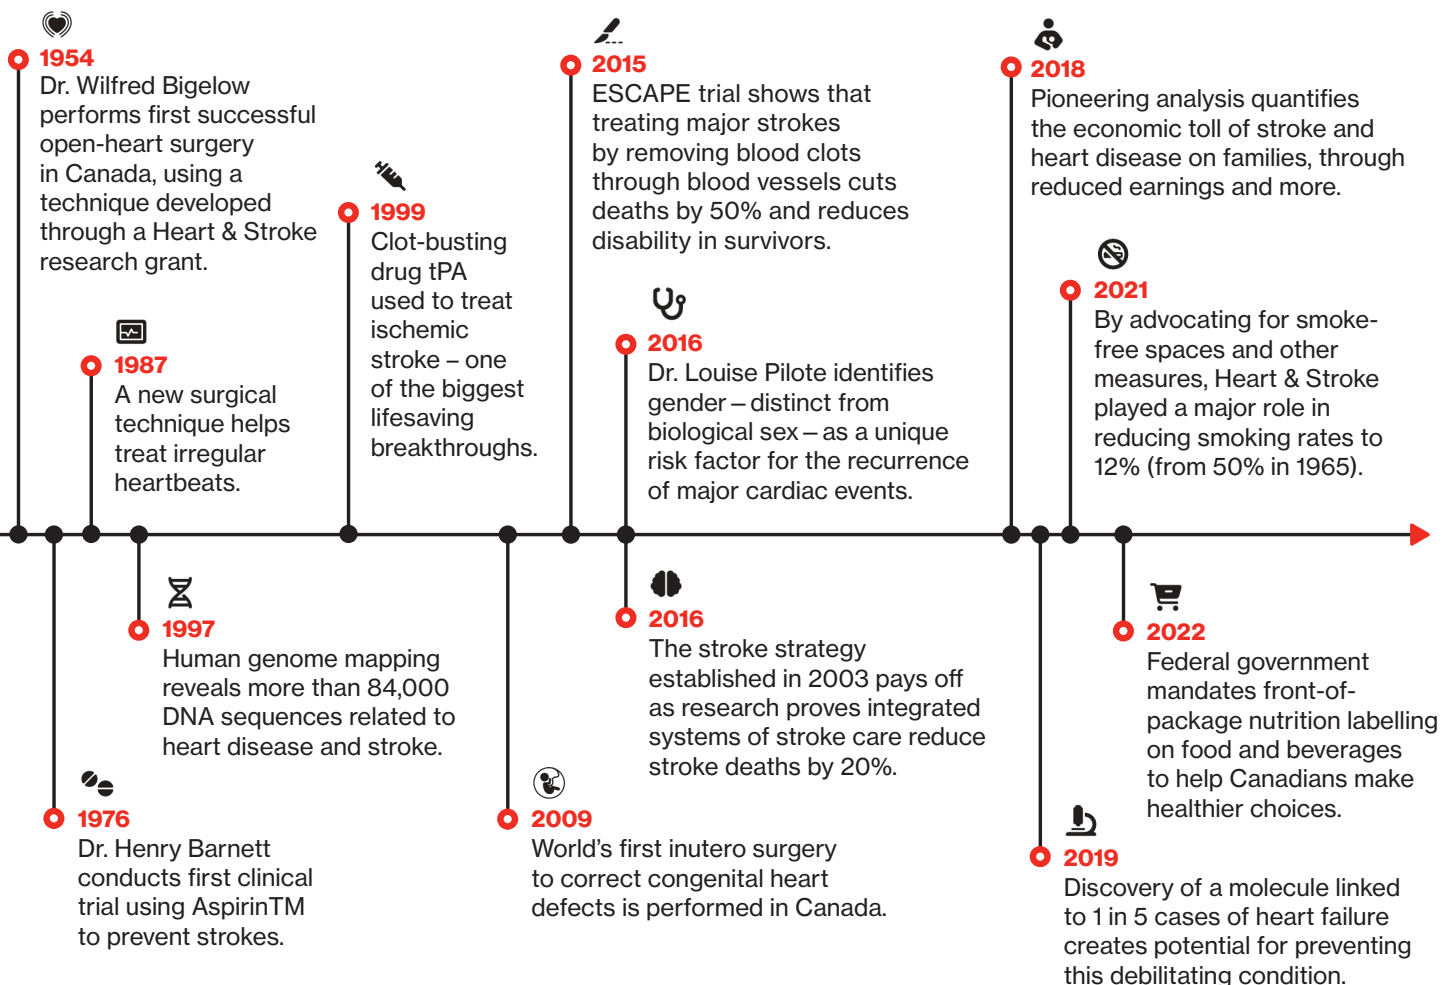 1954
Dr. Wilfred Bigelow
performs first successful
open-heart surgery
in Canada, using a
technique developed
through a Heart & Stroke
research grant.
1976
Dr. Henry Barnett
conducts first clinical
trial using AspirinTM
to prevent strokes.
1987
A new surgical
technique helps
treat irregular
heartbeats.
1997
Human genome mapping
reveals more than 84,000
DNA sequences related to
heart disease and stroke.
1999
Clot-busting
drug tPA
used to treat
ischemic
stroke – one
of the biggest
lifesaving
breakthroughs.
2009
World's first inutero surgery
to correct congenital heart
defects is performed in Canada.
2015
ESCAPE trial shows that
treating major strokes
by removing blood clots
through blood vessels cuts
deaths by 50% and reduces
disability in survivors.
2016
Dr. Louise Pilote identifies
gender – distinct from
biological sex – as a unique
risk factor for the recurrence
of major cardiac events.
2016
The stroke strategy
established in 2003 pays off
as research proves integrated
systems of stroke care reduce
stroke deaths by 20%.
2018
Pioneering analysis quantifies
the economic toll of stroke and
heart disease on families, through
reduced earnings and more.
2019
Discovery of a molecule linked
to 1 in 5 cases of heart failure
creates potential for preventing
this debilitating condition.
2021
By advocating for smoke-
free spaces and other
measures, Heart & Stroke
played a major role in
reducing smoking rates to
12% (from 50% in 1965).
2022
Federal government
mandates front-of-
package nutrition labelling
on food and beverages
to help Canadians make
healthier choices.